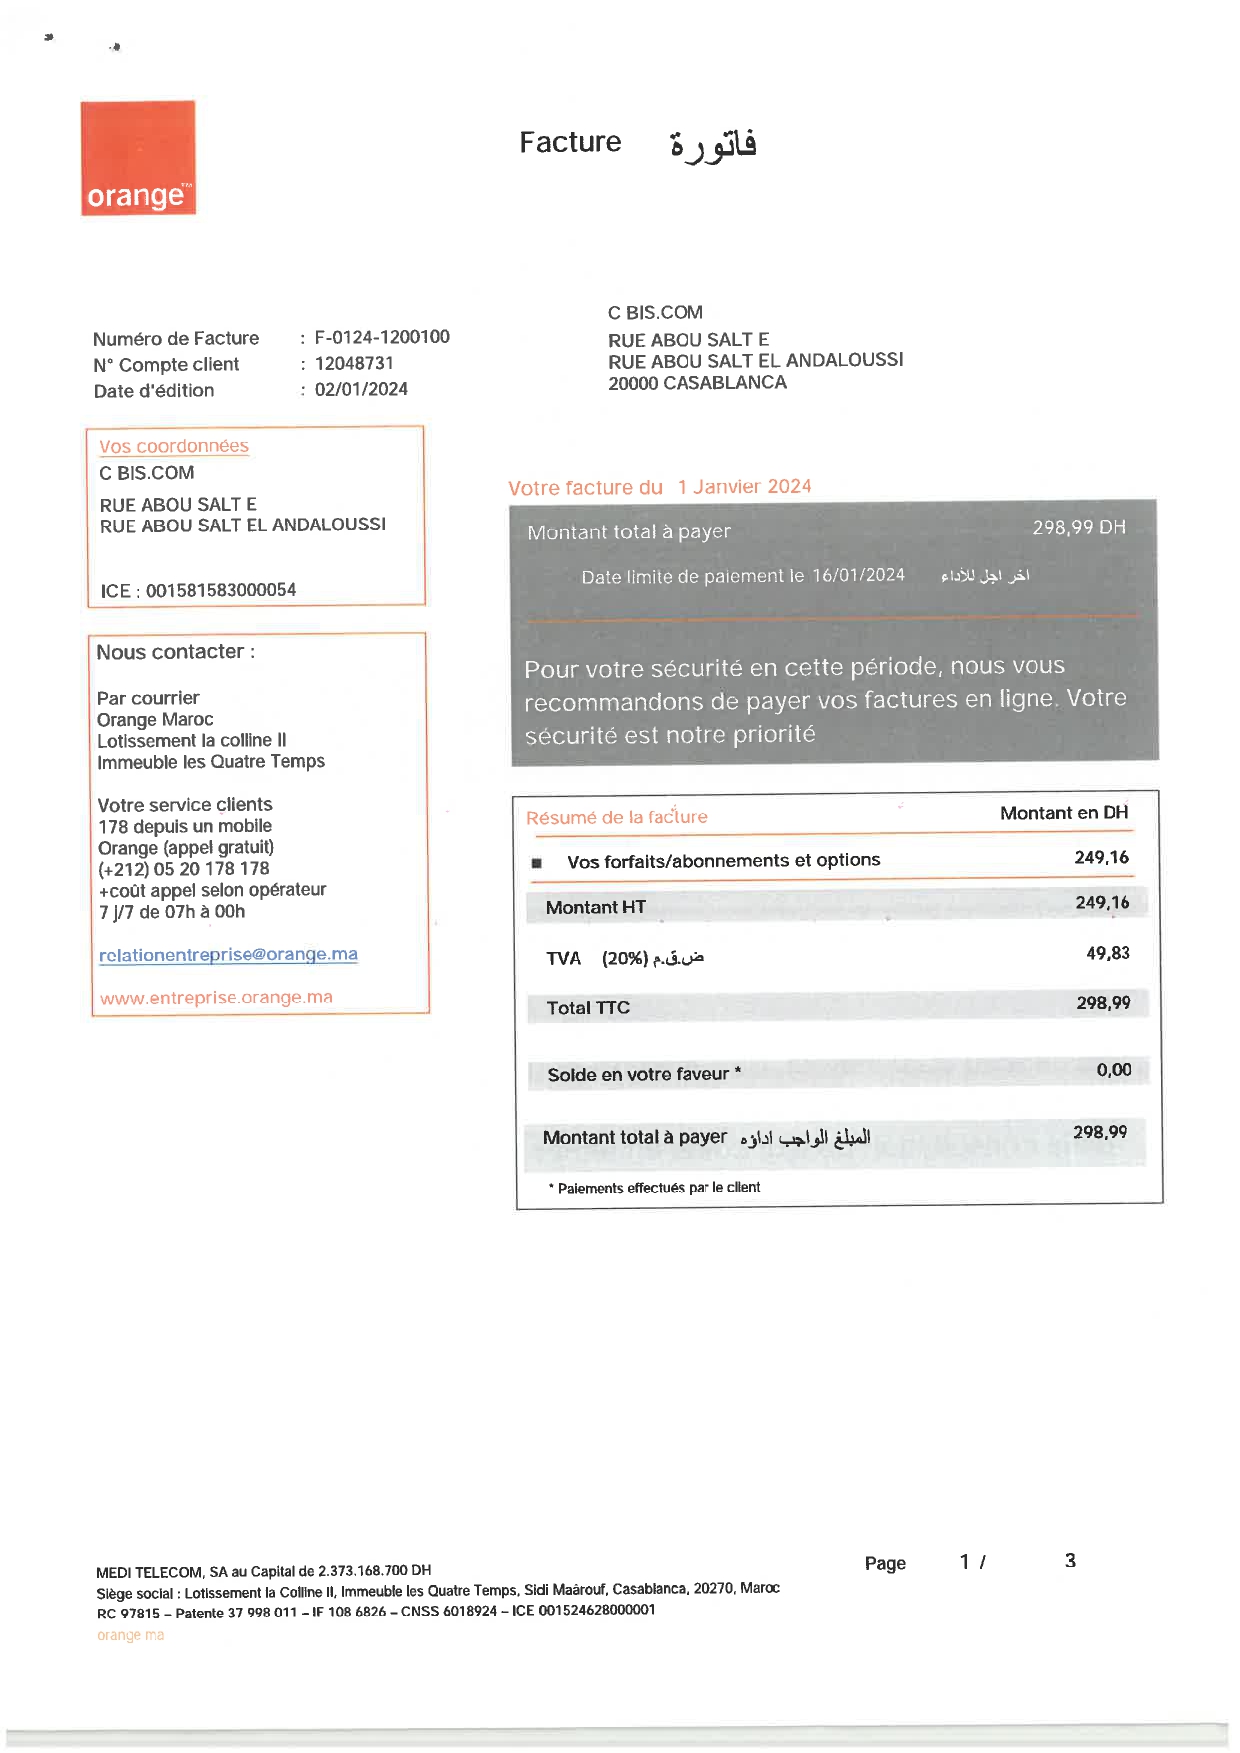 orange™
Facture فاتورة
C BIS.COM
RUE ABOU SALT E
RUE ABOU SALT EL ANDALOUSSI
20000 CASABLANCA
Numéro de Facture : F-0124-1200100
N° Compte client : 12048731
Date d'édition : 02/01/2024
Vos coordonnées
C BIS.COM
RUE ABOU SALT E
RUE ABOU SALT EL ANDALOUSSI
ICE : 001581583000054
Nous contacter :
Par courrier
Orange Maroc
Lotissement la colline II
Immeuble les Quatre Temps
Votre service clients
178 depuis un mobile
Orange (appel gratuit)
(+212) 05 20 178 178
+coût appel selon opérateur
7 J/7 de 07h à 00h
relationentreprise@orange.ma
www.entreprise.orange.ma
Votre facture du 1 Janvier 2024
Montant total à payer 298,99 DH
Date limite de paiement le 16/01/2024 اخر اجل للأداء
Pour votre sécurité en cette période, nous vous
recommandons de payer vos factures en ligne. Votre
sécurité est notre priorité
Résumé de la facture Montant en DH
■ Vos forfaits/abonnements et options 249,16
Montant HT 249,16
TVA (20%) ض.ق.م 49,83
Total TTC 298,99
Solde en votre faveur * 0,00
Montant total à payer المبلغ الواجب اداؤه 298,99
* Paiements effectués par le client
MEDI TELECOM, SA au Capital de 2.373.168.700 DH
Siège social : Lotissement la Colline II, Immeuble les Quatre Temps, Sidi Maârouf, Casablanca, 20270, Maroc
RC 97815 – Patente 37 998 011 – IF 108 6826 – CNSS 6018924 – ICE 001524628000001
orange ma
Page 1 / 3